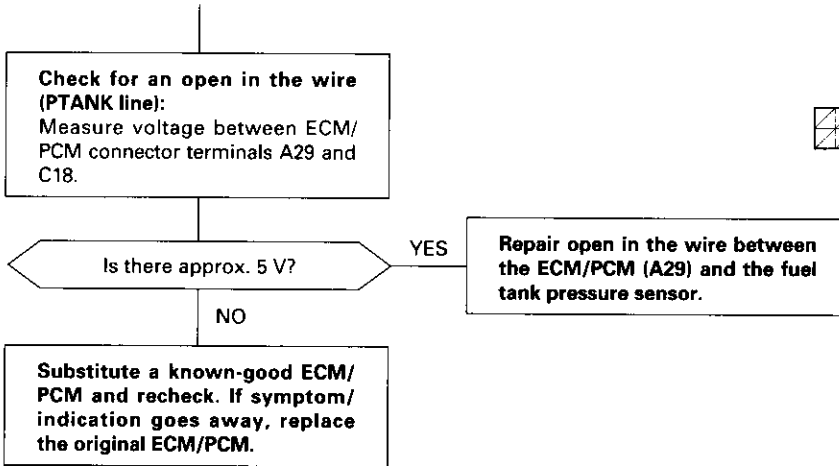 Check for an open in the wire
(PTANK line):
Measure voltage between ECM/
PCM connector terminals A29 and
C18.
Is there approx. 5 V?
YES
Repair open in the wire between
the ECM/PCM (A29) and the fuel
tank pressure sensor.
NO
Substitute a known-good ECM/
PCM and recheck. If symptom/
indication goes away, replace
the original ECM/PCM.